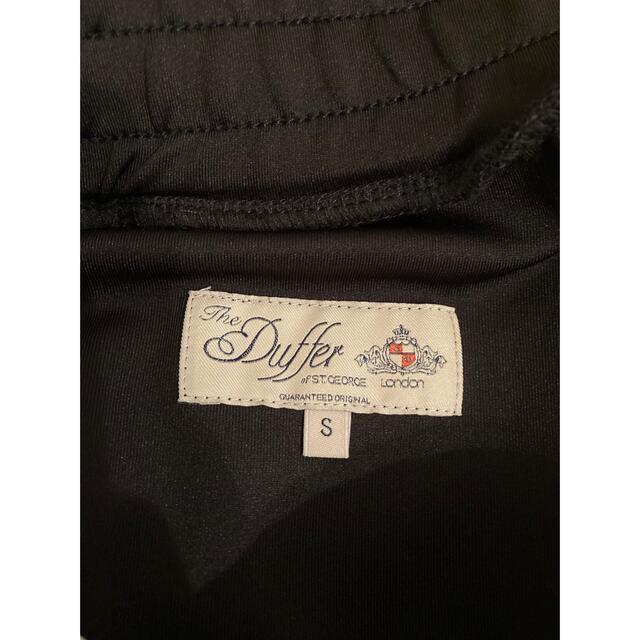 The
Duffer
of ST. GEORGE
London
GUARANTEED ORIGINAL
S